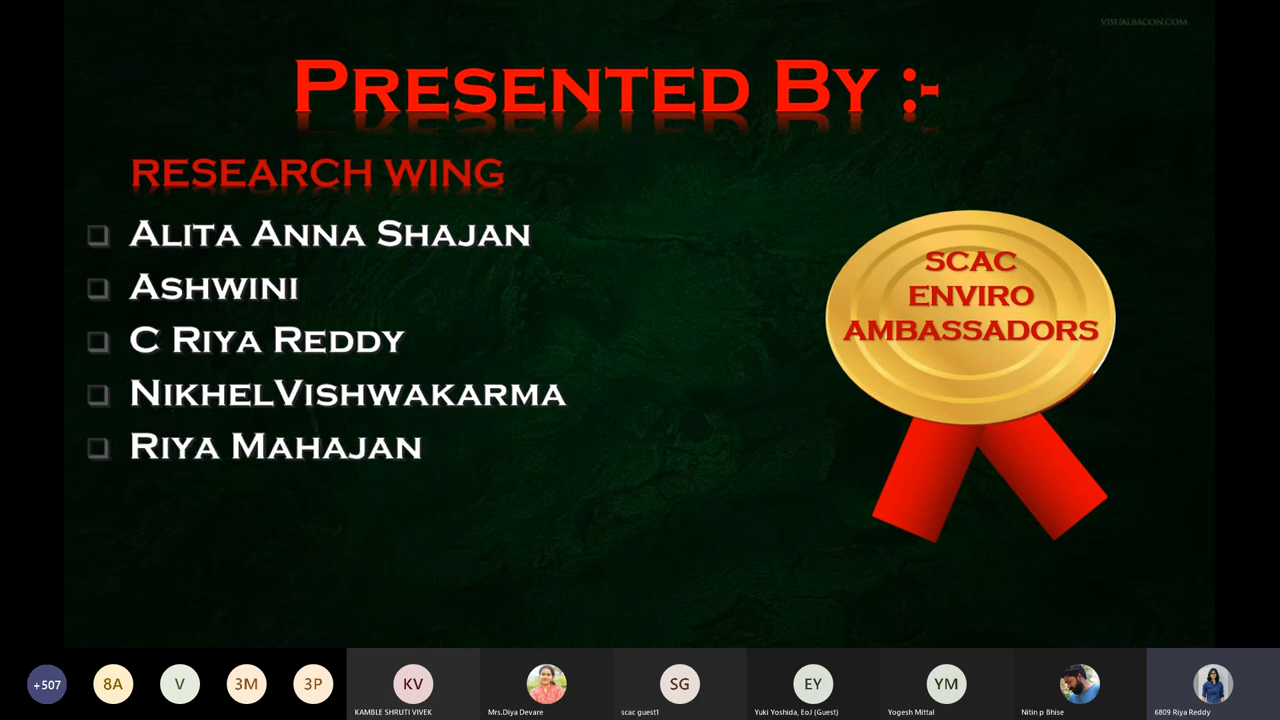 VISUALBACON.COM
PRESENTED BY :-
RESEARCH WING
ALITA ANNA SHAJAN
ASHWINI
C RIYA REDDY
NIKHELVISHWAKARMA
RIYA MAHAJAN
SCAC
ENVIRO
AMBASSADORS
+507
8A
V
3M
3P
KV
KAMBLE SHRUTI VIVEK
Mrs.Diya Devare
SG
scac guest1
EY
Yuki Yoshida, EoJ (Guest)
YM
Yogesh Mittal
Nitin p Bhise
6809 Riya Reddy